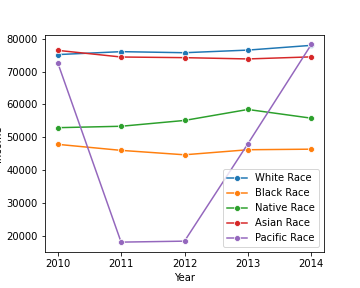 80000
70000
60000
50000
40000
30000
20000
White Race
Black Race
Native Race
Asian Race
Pacific Race
2010
2011
2012
2013
2014
Year